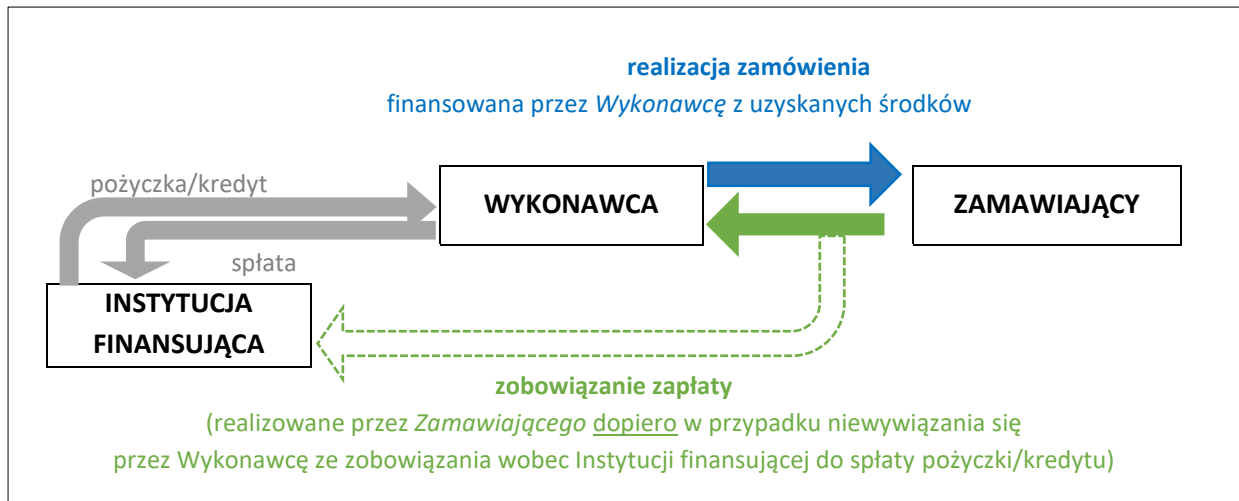 realizacja zamówienia
finansowana przez Wykonawcę z uzyskanych środków
pożyczka/kredyt
WYKONAWCA
ZAMAWIAJĄCY
spłata
INSTYTUCJA
FINANSUJĄCA
zobowiązanie zapłaty
(realizowane przez Zamawiającego dopiero w przypadku niewywiązania się
przez Wykonawcę ze zobowiązania wobec Instytucji finansującej do spłaty pożyczki/kredytu)